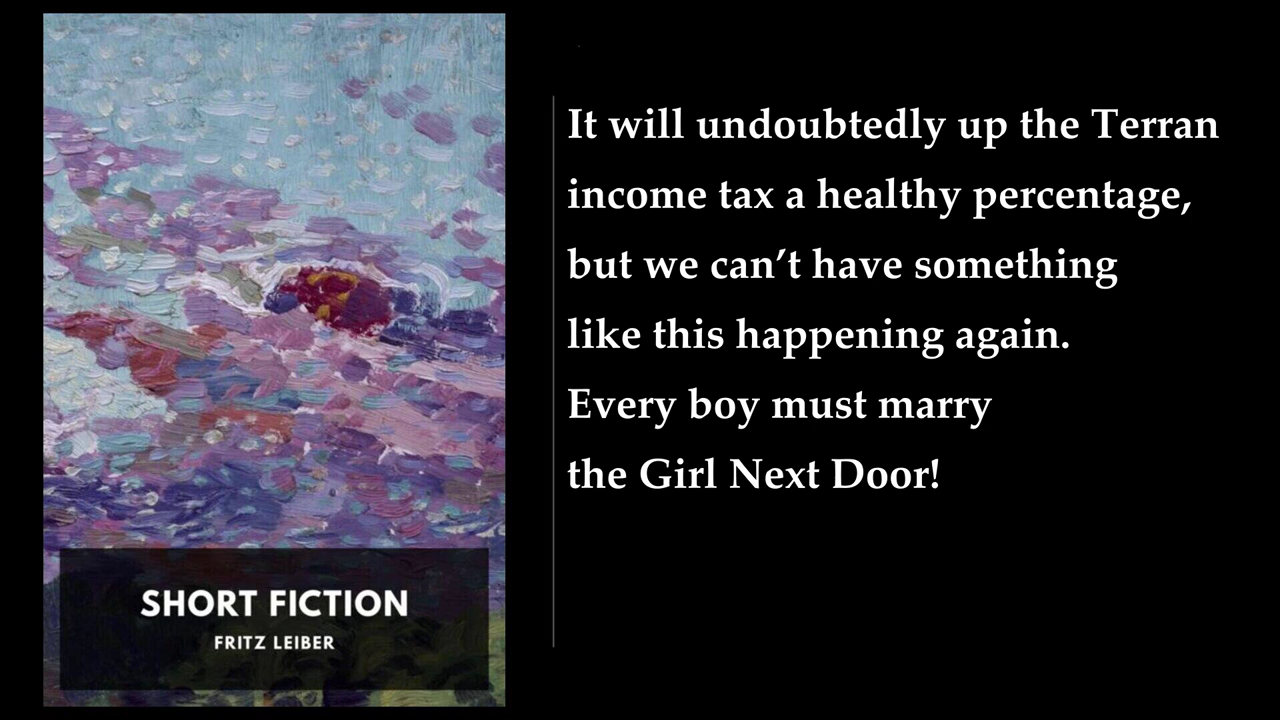 It will undoubtedly up the Terran
income tax a healthy percentage,
but we can’t have something
like this happening again.
Every boy must marry
the Girl Next Door!
SHORT FICTION
FRITZ LEIBER